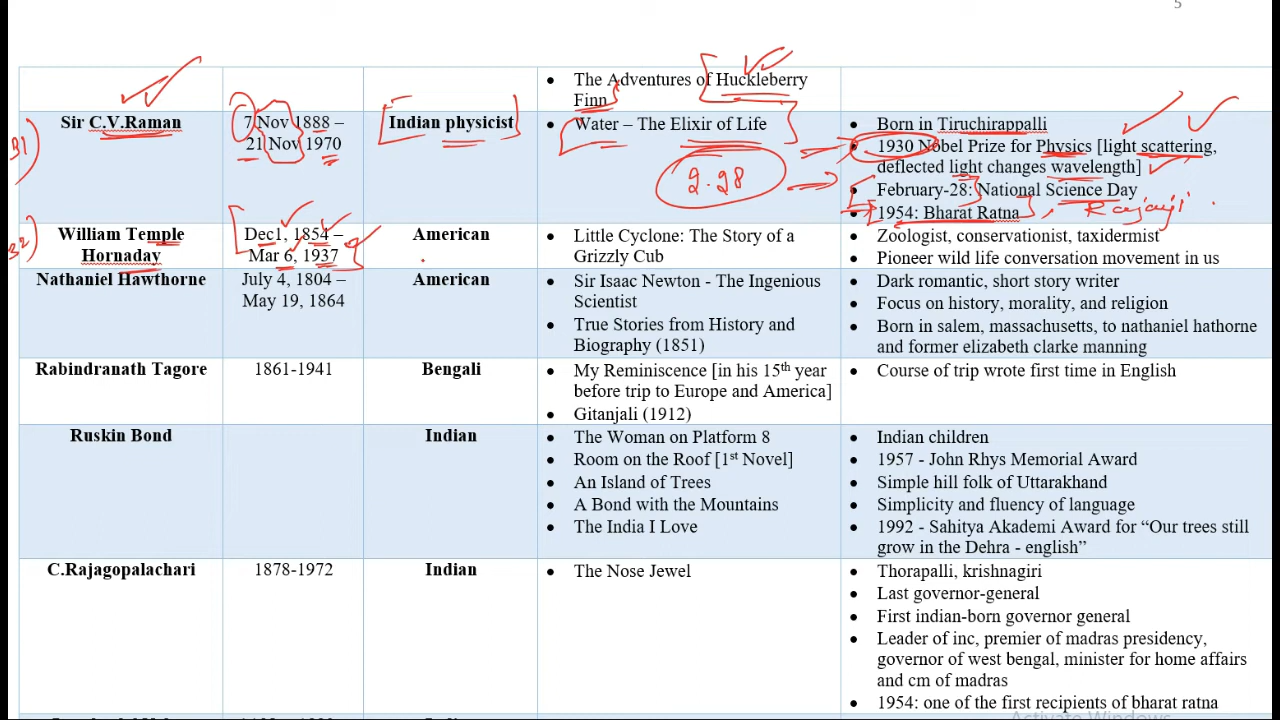 5
The Adventures of Huckleberry
Finn
Sir C.V.Raman
7 Nov 1888 –
21 Nov 1970
Indian physicist
Water – The Elixir of Life
Born in Tiruchirappalli
1930 Nobel Prize for Physics [light scattering,
deflected light changes wavelength]
February-28: National Science Day
1954: Bharat Ratna
, Rajaji .
31)
2.28
William Temple
Hornaday
Dec1, 1854 –
Mar 6, 1937
American
Little Cyclone: The Story of a
Grizzly Cub
Zoologist, conservationist, taxidermist
Pioneer wild life conversation movement in us
32)
Nathaniel Hawthorne
July 4, 1804 –
May 19, 1864
American
Sir Isaac Newton - The Ingenious
Scientist
True Stories from History and
Biography (1851)
Dark romantic, short story writer
Focus on history, morality, and religion
Born in salem, massachusetts, to nathaniel hathorne
and former elizabeth clarke manning
Rabindranath Tagore
1861-1941
Bengali
My Reminiscence [in his 15th year
before trip to Europe and America]
Gitanjali (1912)
Course of trip wrote first time in English
Ruskin Bond
Indian
The Woman on Platform 8
Room on the Roof [1st Novel]
An Island of Trees
A Bond with the Mountains
The India I Love
Indian children
1957 - John Rhys Memorial Award
Simple hill folk of Uttarakhand
Simplicity and fluency of language
1992 - Sahitya Akademi Award for “Our trees still
grow in the Dehra - english”
C.Rajagopalachari
1878-1972
Indian
The Nose Jewel
Thorapalli, krishnagiri
Last governor-general
First indian-born governor general
Leader of inc, premier of madras presidency,
governor of west bengal, minister for home affairs
and cm of madras
1954: one of the first recipients of bharat ratna
Activate Windows